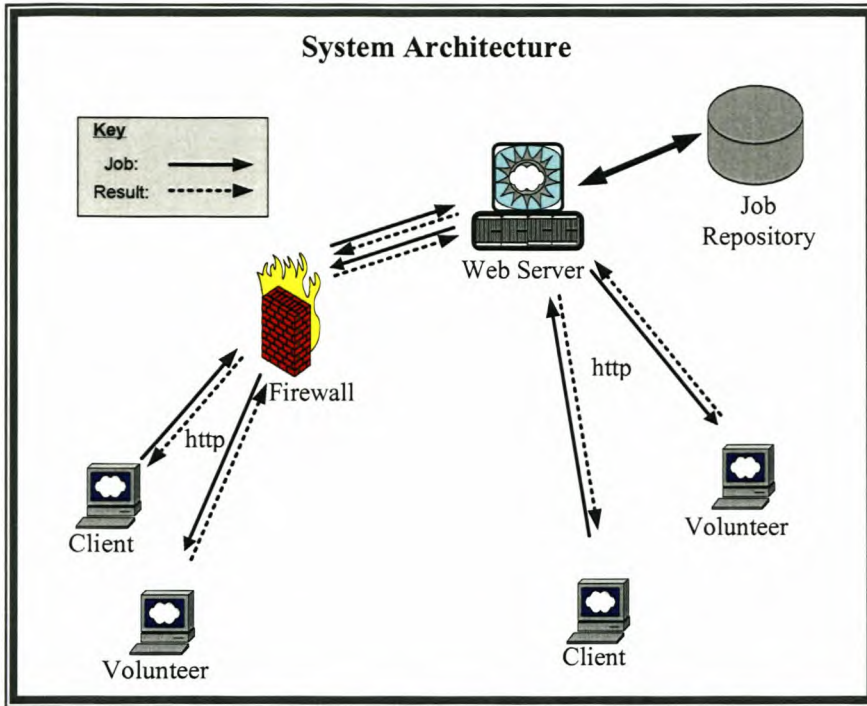 System Architecture
Key
Job:
Result:
Job
Repository
Web Server
Firewall
http
http
Client
Volunteer
Volunteer
Client